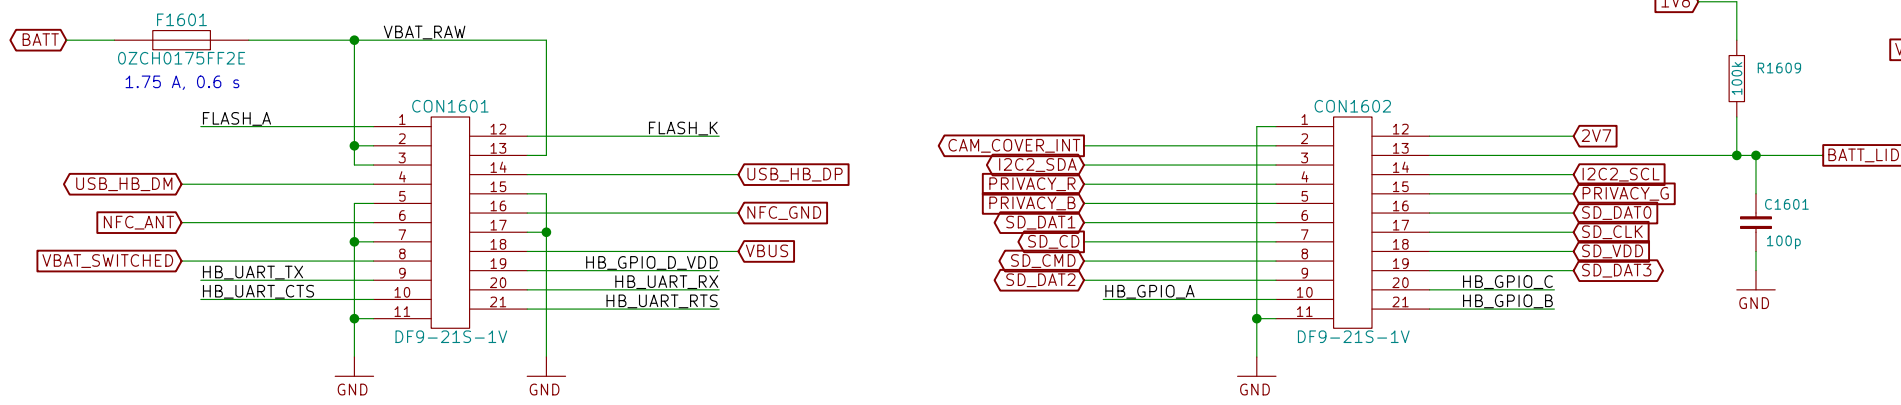 F1601
BATT
VBAT_RAW
0ZCH0175FF2E
1.75 A, 0.6 s
CON1601
FLASH_A
1
2
3
USB_HB_DM
4
5
NFC_ANT
6
7
VBAT_SWITCHED
8
HB_UART_TX
9
HB_UART_CTS
10
11
12
FLASH_K
13
14
USB_HB_DP
15
16
NFC_GND
17
18
VBUS
19
HB_GPIO_D_VDD
20
HB_UART_RX
21
HB_UART_RTS
DF9-21S-1V
GND
GND
CON1602
1
CAM_COVER_INT
2
I2C2_SDA
3
PRIVACY_R
4
PRIVACY_B
5
SD_DAT1
6
SD_CD
7
SD_CMD
8
SD_DAT2
9
HB_GPIO_A
10
11
12
2V7
13
14
I2C2_SCL
15
PRIVACY_G
16
SD_DAT0
17
SD_CLK
18
SD_VDD
19
SD_DAT3
20
HB_GPIO_C
21
HB_GPIO_B
DF9-21S-1V
GND
1V8
100k
R1609
BATT_LID
C1601
100p
GND